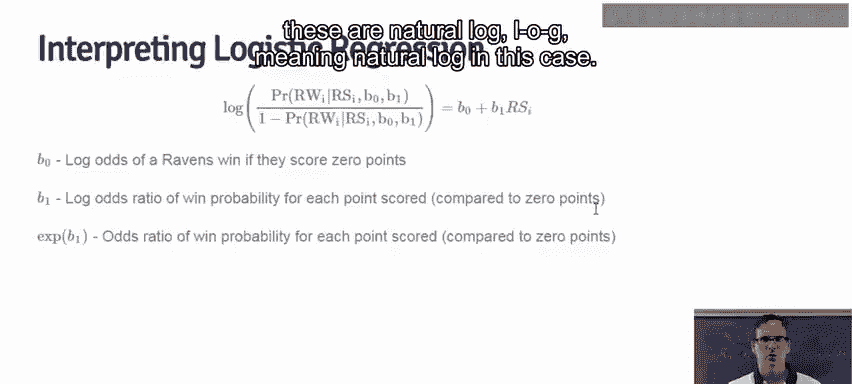 these are natural log, l-o-g,
Interpreting Logistic Regression
meaning natural log in this case.
log( Pr(RWᵢ|RSᵢ, b₀, b₁) / 1 − Pr(RWᵢ|RSᵢ, b₀, b₁) ) = b₀ + b₁RSᵢ
b₀ - Log odds of a Ravens win if they score zero points
b₁ - Log odds ratio of win probability for each point scored (compared to zero points)
exp(b₁) - Odds ratio of win probability for each point scored (compared to zero points)